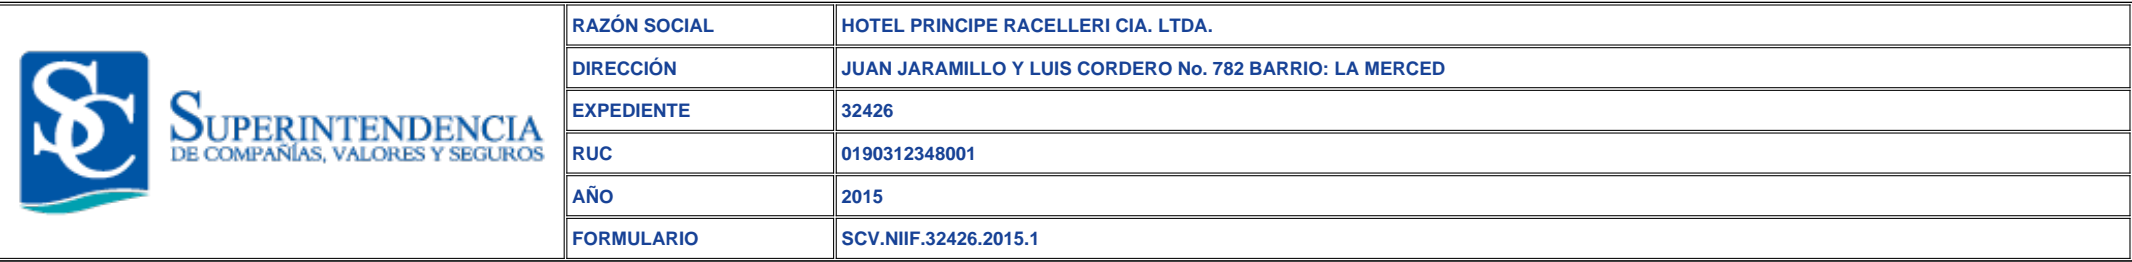 SC
SUPERINTENDENCIA
DE COMPAÑÍAS, VALORES Y SEGUROS
RAZÓN SOCIAL HOTEL PRINCIPE RACELLERI CIA. LTDA.
DIRECCIÓN JUAN JARAMILLO Y LUIS CORDERO No. 782 BARRIO: LA MERCED
EXPEDIENTE 32426
RUC 0190312348001
AÑO 2015
FORMULARIO SCV.NIIF.32426.2015.1